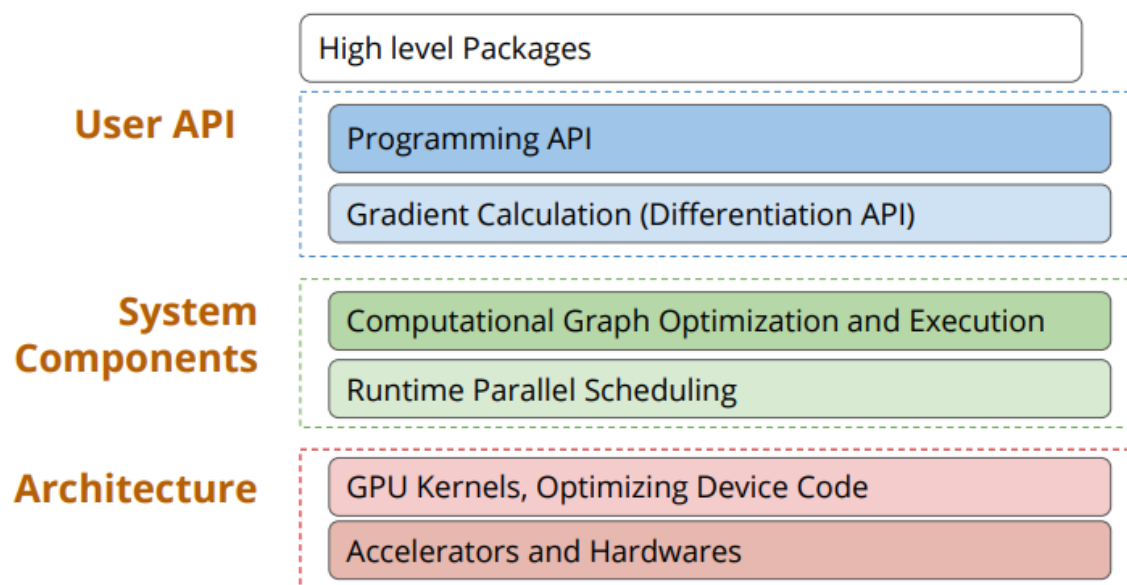 High level Packages
User API
Programming API
Gradient Calculation (Differentiation API)
System
Components
Computational Graph Optimization and Execution
Runtime Parallel Scheduling
Architecture
GPU Kernels, Optimizing Device Code
Accelerators and Hardwares